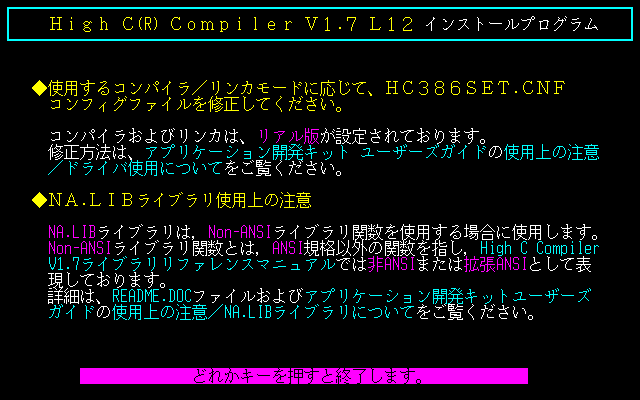 Ｈｉｇｈ Ｃ(R) Ｃｏｍｐｉｌｅｒ Ｖ１.７ Ｌ１２ インストールプログラム
◆使用するコンパイラ／リンカモードに応じて、ＨＣ３８６ＳＥＴ.ＣＮＦ
コンフィグファイルを修正してください。
コンパイラおよびリンカは、リアル版が設定されております。
修正方法は、アプリケーション開発キット ユーザーズガイドの使用上の注意
／ドライバ使用についてをご覧ください。
◆ＮＡ.ＬＩＢライブラリ使用上の注意
NA.LIBライブラリは，Non-ANSIライブラリ関数を使用する場合に使用します。
Non-ANSIライブラリ関数とは，ANSI規格以外の関数を指し，High C Compiler
V1.7ライブラリリファレンスマニュアルでは非ANSIまたは拡張ANSIとして表
現しております。
詳細は、README.DOCファイルおよびアプリケーション開発キットユーザーズ
ガイドの使用上の注意／NA.LIBライブラリについてをご覧ください。
どれかキーを押すと終了します。